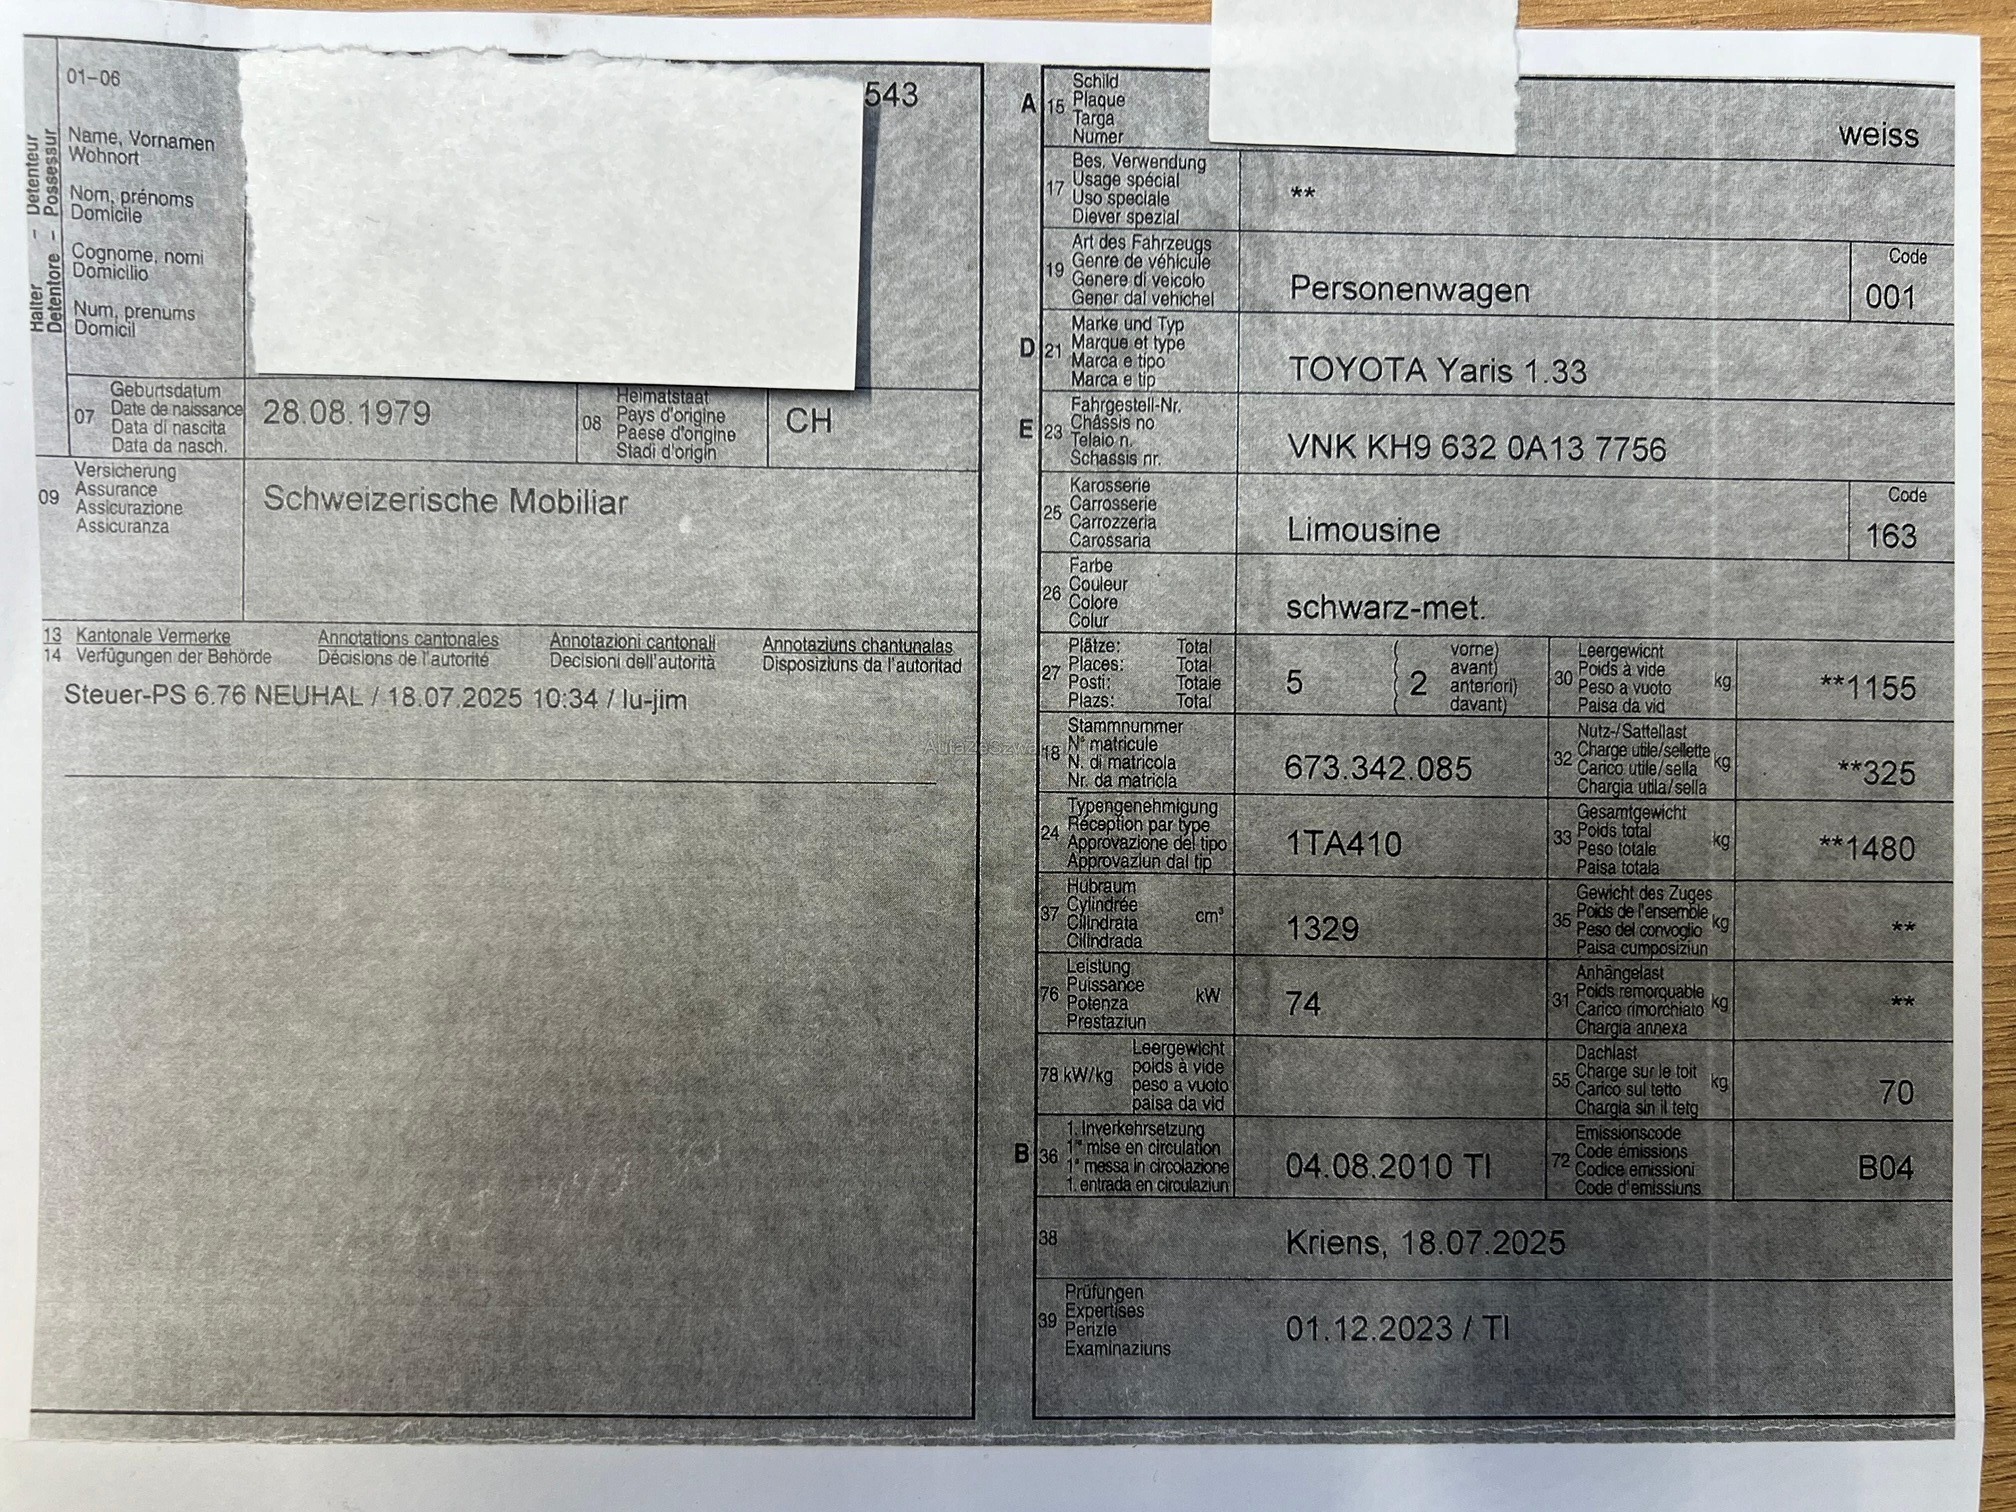 01-06
543
Halter - Detenteur
Detentore - Possessur
Name, Vornamen
Wohnort
Nom, prénoms
Domicile
Cognome, nomi
Domicilio
Num, prenums
Domicil
07
Geburtsdatum
Date de naissance
Data di nascita
Data da nasch.
28.08.1979
08
Heimatstaat
Pays d'origine
Paese d'origine
Stadi d'origin
CH
09
Versicherung
Assurance
Assicurazione
Assicuranza
Schweizerische Mobiliar
13 Kantonale Vermerke Annotations cantonales Annotazioni cantonali Annotaziuns chantunalas
14 Verfügungen der Behörde Décisions de l'autorité Decisioni dell'autorità Disposiziuns da l'autoritad
Steuer-PS 6.76 NEUHAL / 18.07.2025 10:34 / lu-jim
A 15
Schild
Plaque
Targa
Numer
weiss
17
Bes. Verwendung
Usage spécial
Uso speciale
Diever spezial
**
19
Art des Fahrzeugs
Genre de véhicule
Genere di veicolo
Gener dal vehichel
Personenwagen
Code
001
D 21
Marke und Typ
Marque et type
Marca e tipo
Marca e tip
TOYOTA Yaris 1.33
E 23
Fahrgestell-Nr.
Châssis no
Telaio n.
Schassis nr.
VNK KH9 632 0A13 7756
25
Karosserie
Carrosserie
Carrozzeria
Carossaria
Limousine
Code
163
26
Farbe
Couleur
Colore
Colur
schwarz-met.
27
Plätze: Total
Places: Total
Posti: Totale
Plazs: Total
5
2
vorne)
avant)
anteriori)
davant)
30
Leergewicht
Poids à vide
Peso a vuoto
Paisa da vid
kg
**1155
18
Stammnummer
N° matricule
N. di matricola
Nr. da matricla
673.342.085
32
Nutz-/Sattellast
Charge utile/sellette
Carico utile/sella
Chargia utila/sella
kg
**325
24
Typengenehmigung
Réception par type
Approvazione del tipo
Approvaziun dal tip
1TA410
33
Gesamtgewicht
Poids total
Peso totale
Paisa totala
kg
**1480
37
Hubraum
Cylindrée
Cilindrata
Cilindrada
cm³
1329
35
Gewicht des Zuges
Poids de l'ensemble
Peso del convoglio
Paisa cumposiziun
kg
**
76
Leistung
Puissance
Potenza
Prestaziun
kW
74
31
Anhängelast
Poids remorquable
Carico rimorchiato
Chargia annexa
kg
**
78 kW/kg
Leergewicht
poids à vide
peso a vuoto
paisa da vid
55
Dachlast
Charge sur le toit
Carico sul tetto
Chargia sin il tetg
kg
70
B 36
1. Inverkehrsetzung
1re mise en circulation
1a messa in circolazione
1. entrada en circulaziun
04.08.2010 TI
72
Emissionscode
Code émissions
Codice emissioni
Code d'emissiuns
B04
38
Kriens, 18.07.2025
39
Prüfungen
Expertises
Perizie
Examinaziuns
01.12.2023 / TI